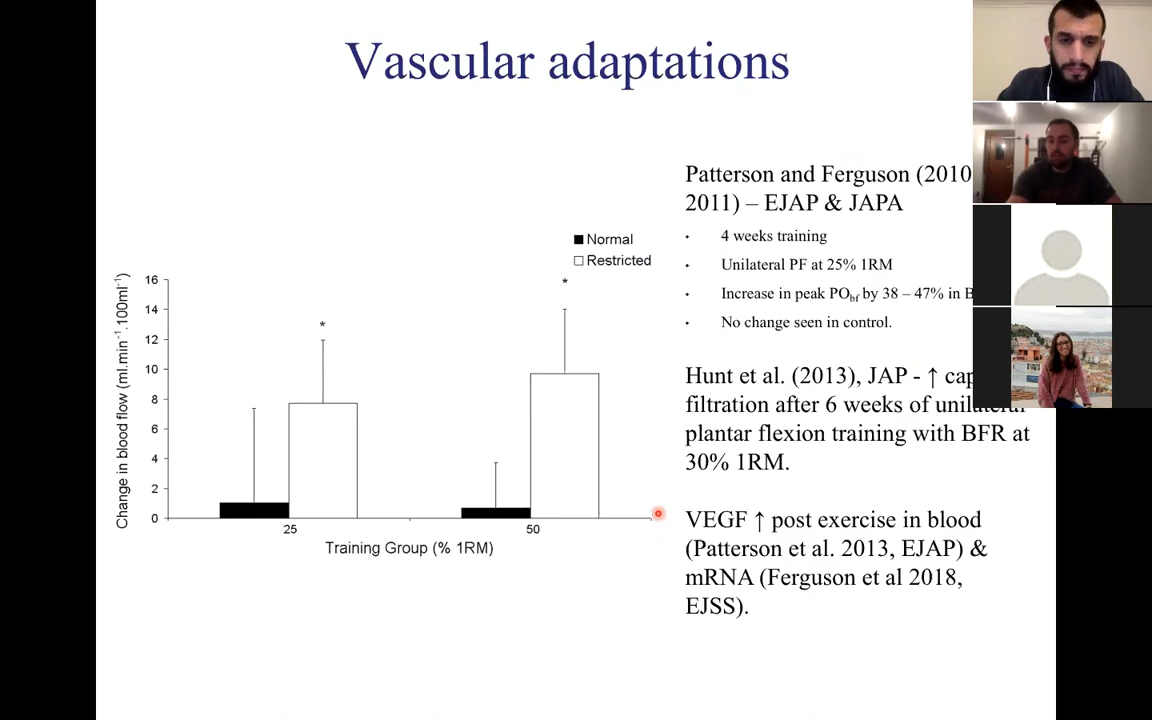 Vascular adaptations
Patterson and Ferguson (2010
2011) – EJAP & JAPA
• 4 weeks training
• Unilateral PF at 25% 1RM
• Increase in peak PObf by 38 – 47% in B
• No change seen in control.
Hunt et al. (2013), JAP - ↑ cap
filtration after 6 weeks of unilateral
plantar flexion training with BFR at
30% 1RM.
VEGF ↑ post exercise in blood
(Patterson et al. 2013, EJAP) &
mRNA (Ferguson et al 2018,
EJSS).
Normal
Restricted
Change in blood flow (ml.min-1.100ml-1)
16
14
12
10
8
6
4
2
0
*
*
25 50
Training Group (% 1RM)